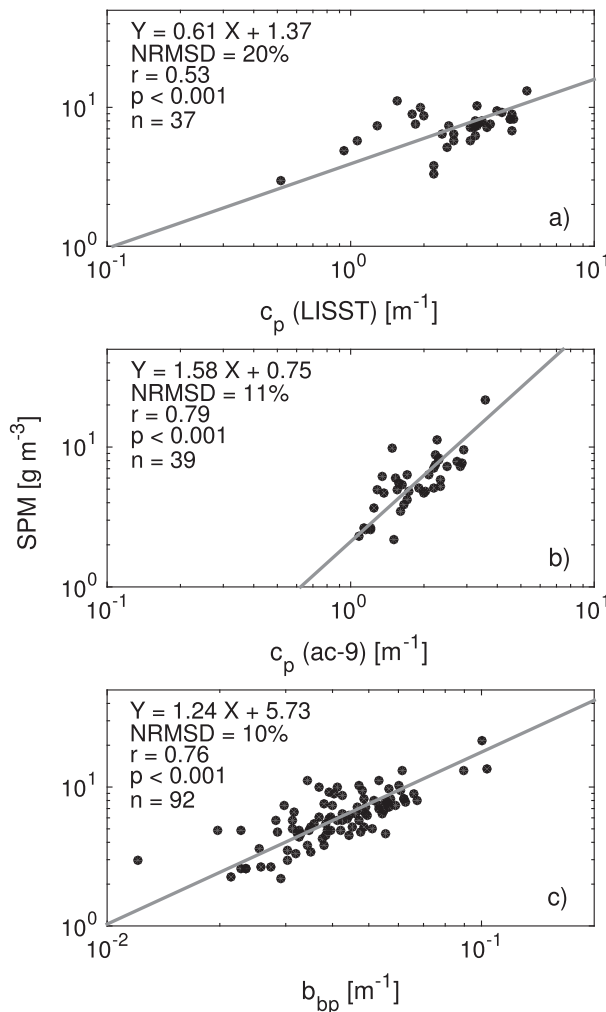 Y = 0.61 X + 1.37
NRMSD = 20%
r = 0.53
p < 0.001
n = 37
10^1
10^0
a)
10^-1
10^0
10^1
c_p (LISST) [m^-1]
Y = 1.58 X + 0.75
NRMSD = 11%
r = 0.79
p < 0.001
n = 39
10^1
10^0
b)
SPM [g m^-3]
10^-1
10^0
10^1
c_p (ac-9) [m^-1]
Y = 1.24 X + 5.73
NRMSD = 10%
r = 0.76
p < 0.001
n = 92
10^1
10^0
c)
10^-2
10^-1
b_bp [m^-1]